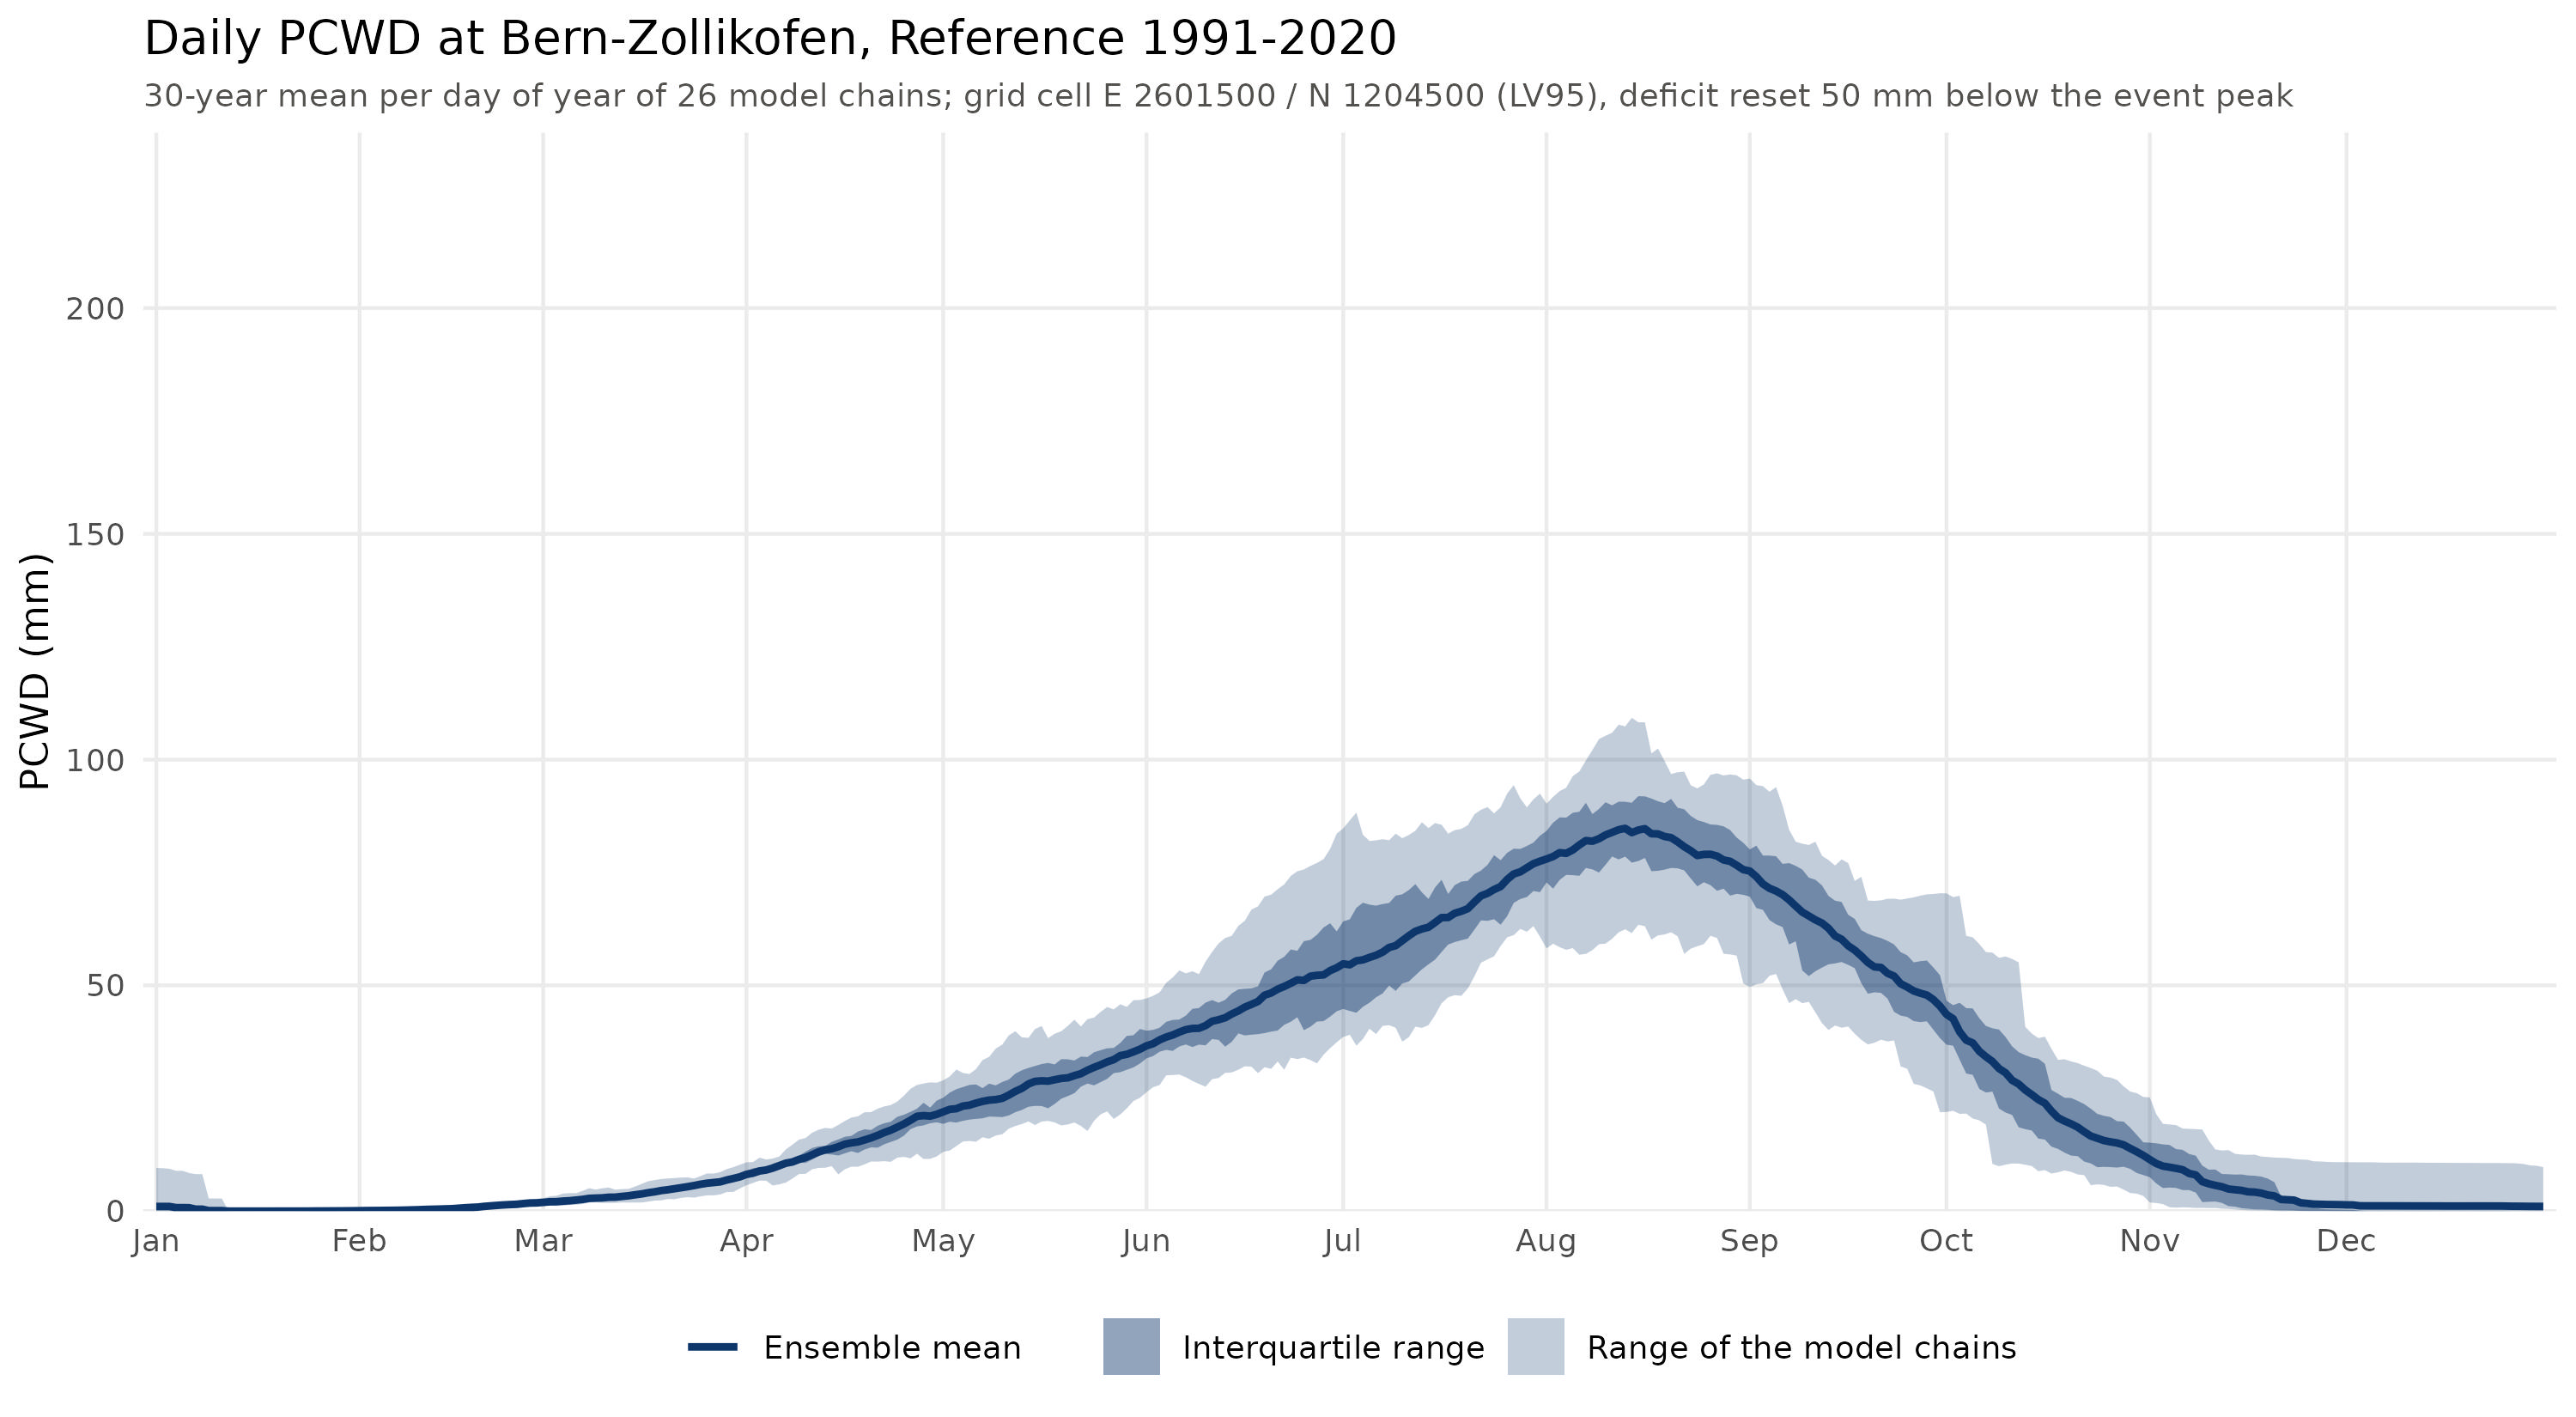 Daily PCWD at Bern-Zollikofen, Reference 1991-2020
30-year mean per day of year of 26 model chains; grid cell E 2601500 / N 1204500 (LV95), deficit reset 50 mm below the event peak
PCWD (mm)
200
150
100
50
0
Jan Feb Mar Apr May Jun Jul Aug Sep Oct Nov Dec
Ensemble mean Interquartile range Range of the model chains